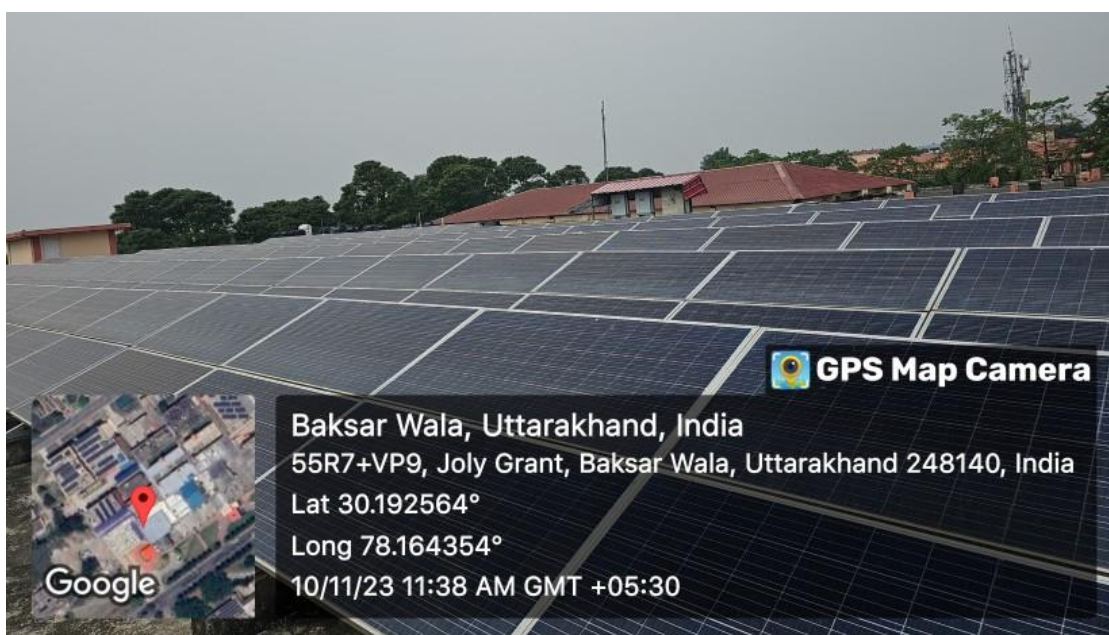 GPS Map Camera
Baksar Wala, Uttarakhand, India
55R7+VP9, Joly Grant, Baksar Wala, Uttarakhand 248140, India
Lat 30.192564°
Long 78.164354°
10/11/23 11:38 AM GMT +05:30
Google